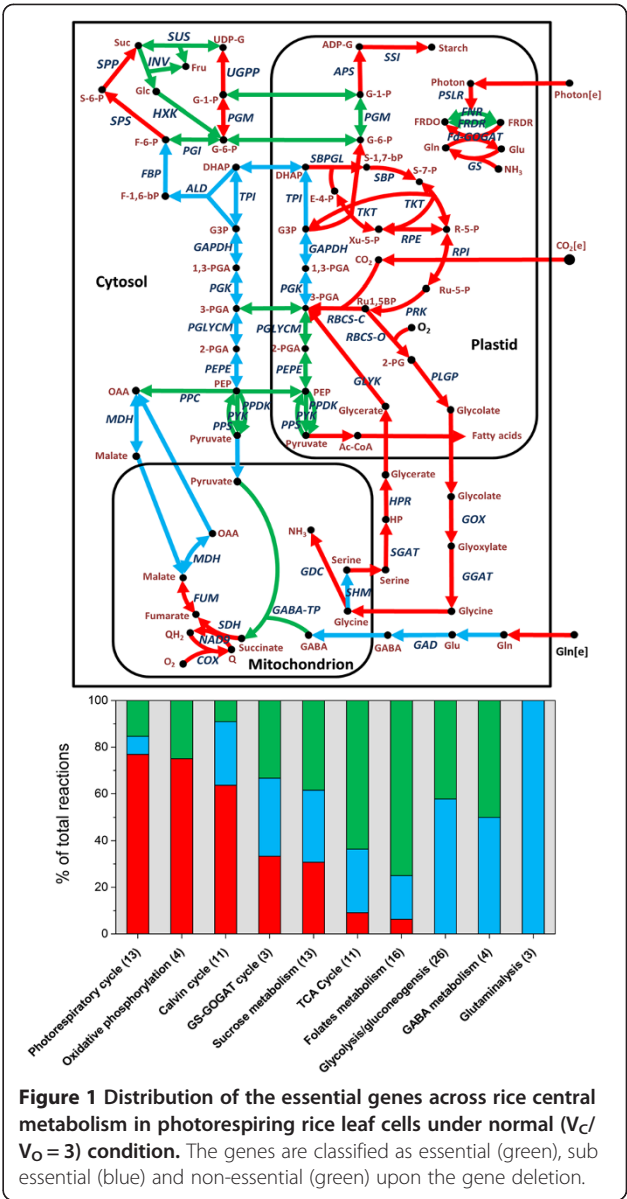 Suc
SUS
UDP-G
SPP
INV
Fru
UGPP
S-6-P
Glc
G-1-P
SPS
HXK
PGM
F-6-P
PGI
G-6-P
FBP
DHAP
ALD
TPI
F-1,6-bP
G3P
GAPDH
1,3-PGA
PGK
Cytosol
3-PGA
PGLYCM
2-PGA
PEPE
PEP
OAA
PPC
PPDK
PYK
PPS
MDH
Pyruvate
Malate
ADP-G
SSI
Starch
APS
G-1-P
PGM
G-6-P
Photon
Photon[e]
PSLR
FNR
FRDO
FRDR
FRDR
Fd-GOGAT
Gln
Glu
GS
NH3
SBPGL
S-1,7-bP
DHAP
SBP
S-7-P
TPI
E-4-P
TKT
TKT
G3P
Xu-5-P
RPE
R-5-P
GAPDH
CO2
CO2[e]
RPI
1,3-PGA
Ru-5-P
PGK
3-PGA
Ru1,5BP
PRK
RBCS-C
O2
PGLYCM
RBCS-O
Plastid
2-PGA
2-PG
PEPE
GLYK
PLGP
PEP
PPDK
PYK
PPS
Glycerate
Glycolate
Pyruvate
Ac-CoA
Fatty acids
Pyruvate
Glycerate
HPR
Glycolate
GOX
OAA
NH3
HP
MDH
SGAT
Glyoxylate
Malate
GDC
Serine
Serine
GGAT
FUM
SHM
Fumarate
SDH
GABA-TP
Glycine
Glycine
QH2
NAD9
Succinate
GABA
GABA
GAD
Glu
Gln
Gln[e]
O2
COX
Q
Mitochondrion
% of total reactions
100
80
60
40
20
0
Photorespiratory cycle (13)
Oxidative phosphorylation (4)
Calvin cycle (11)
GS-GOGAT cycle (3)
Sucrose metabolism (13)
TCA Cycle (11)
Folates metabolism (16)
Glycolysis/gluconeogenesis (26)
GABA metabolism (4)
Glutaminalysis (3)
Figure 1 Distribution of the essential genes across rice central
metabolism in photorespiring rice leaf cells under normal (VC/
VO = 3) condition. The genes are classified as essential (green), sub
essential (blue) and non-essential (green) upon the gene deletion.